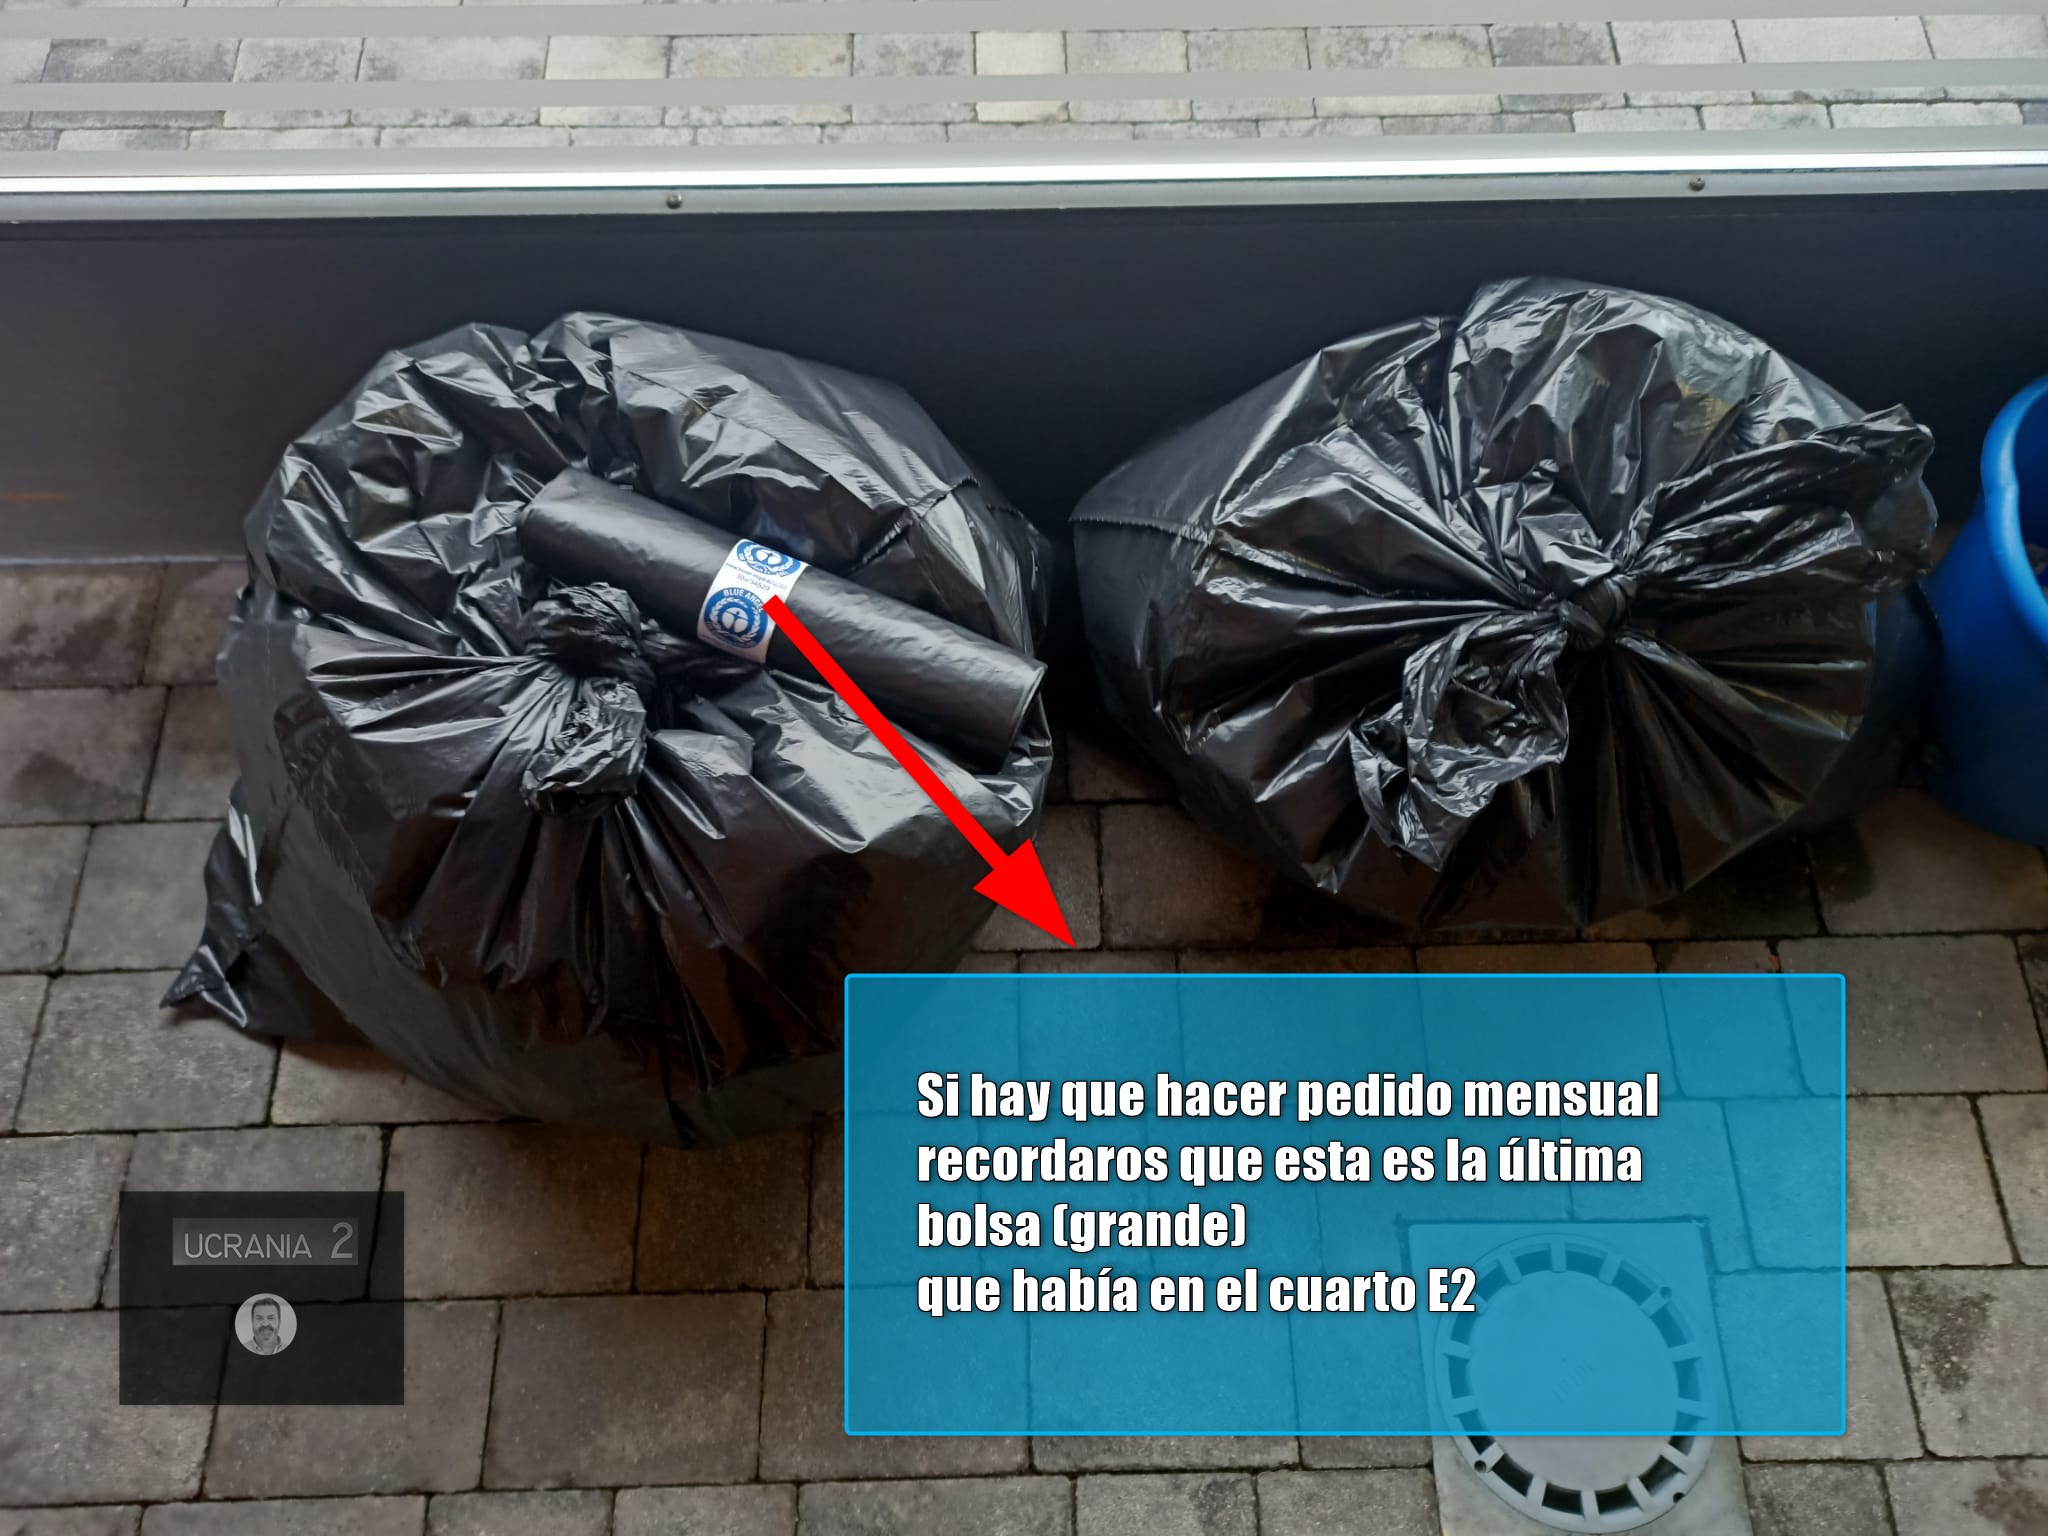 BLUE ANGEL
UCRANIA 2
Si hay que hacer pedido mensual
recordaros que esta es la última
bolsa (grande)
que había en el cuarto E2